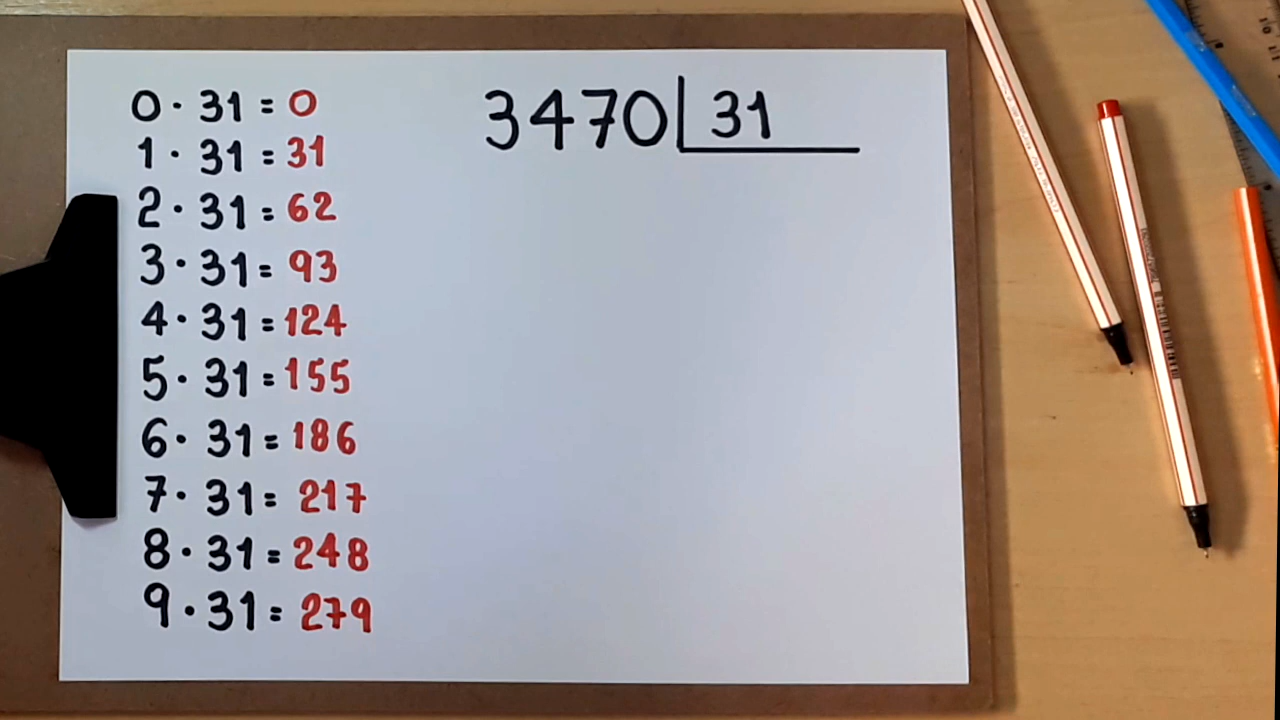 0 · 31 = 0
1 · 31 = 31
2 · 31 = 62
3 · 31 = 93
4 · 31 = 124
5 · 31 = 155
6 · 31 = 186
7 · 31 = 217
8 · 31 = 248
9 · 31 = 279
3470 31